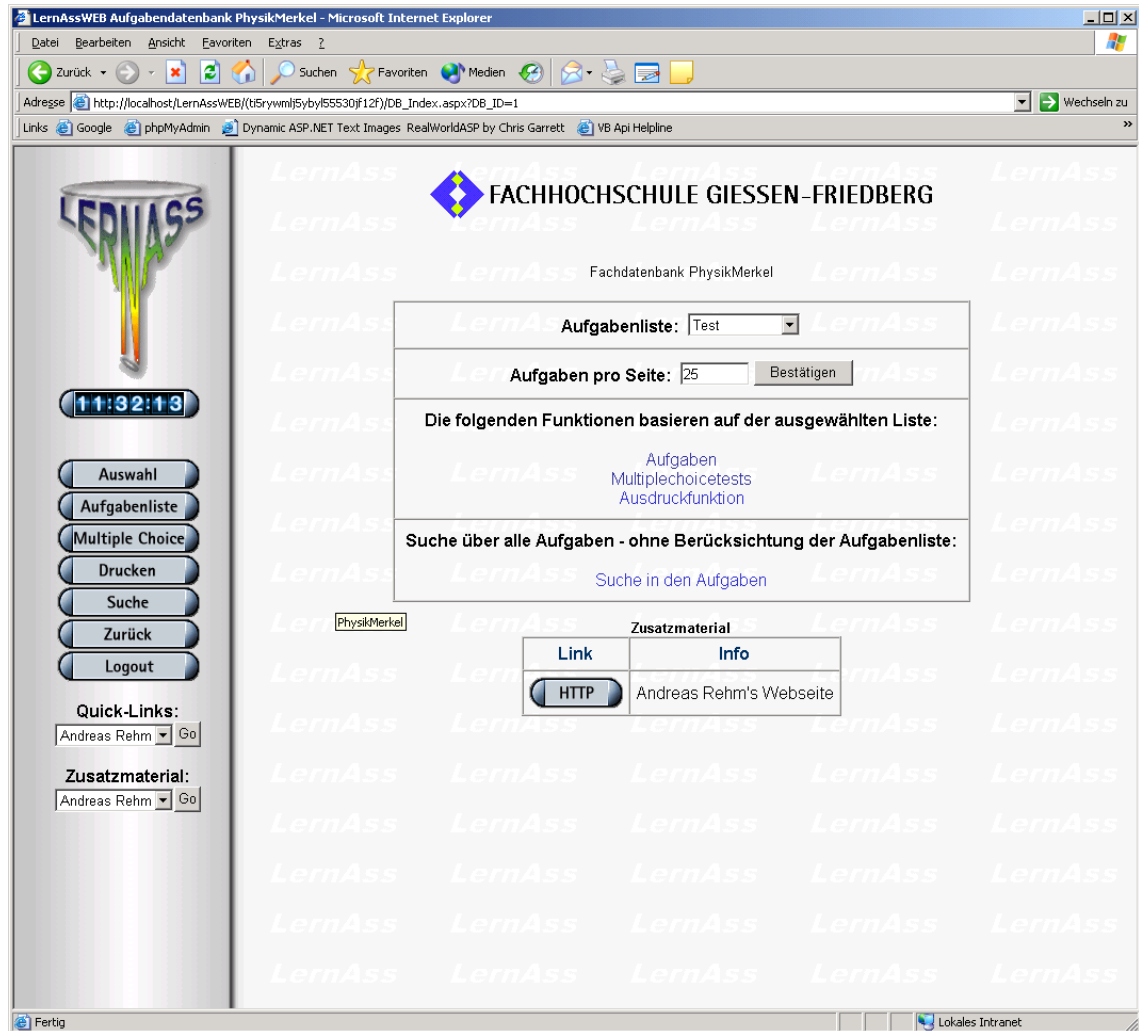 LernAssWEB Aufgabendatenbank PhysikMerkel - Microsoft Internet Explorer
Datei Bearbeiten Ansicht Favoriten Extras ?
Zurück Suchen Favoriten Medien
Adresse http://localhost/LernAssWEB/(ti5rywmlj5ybyl55530jf12f)/DB_Index.aspx?DB_ID=1 Wechseln zu
Links Google phpMyAdmin Dynamic ASP.NET Text Images RealWorldASP by Chris Garrett VB Api Helpline »
LERNASS
11:32:13
Auswahl
Aufgabenliste
Multiple Choice
Drucken
Suche
Zurück
Logout
Quick-Links:
Andreas Rehm Go
Zusatzmaterial:
Andreas Rehm Go
FACHHOCHSCHULE GIESSEN-FRIEDBERG
Fachdatenbank PhysikMerkel
Aufgabenliste: Test
Aufgaben pro Seite: 25 Bestätigen
Die folgenden Funktionen basieren auf der ausgewählten Liste:
Aufgaben
Multiplechoicetests
Ausdruckfunktion
Suche über alle Aufgaben - ohne Berücksichtung der Aufgabenliste:
Suche in den Aufgaben
PhysikMerkel
Zusatzmaterial
Link Info
HTTP Andreas Rehm's Webseite
LernAss LernAss LernAss LernAss LernAss
Fertig Lokales Intranet